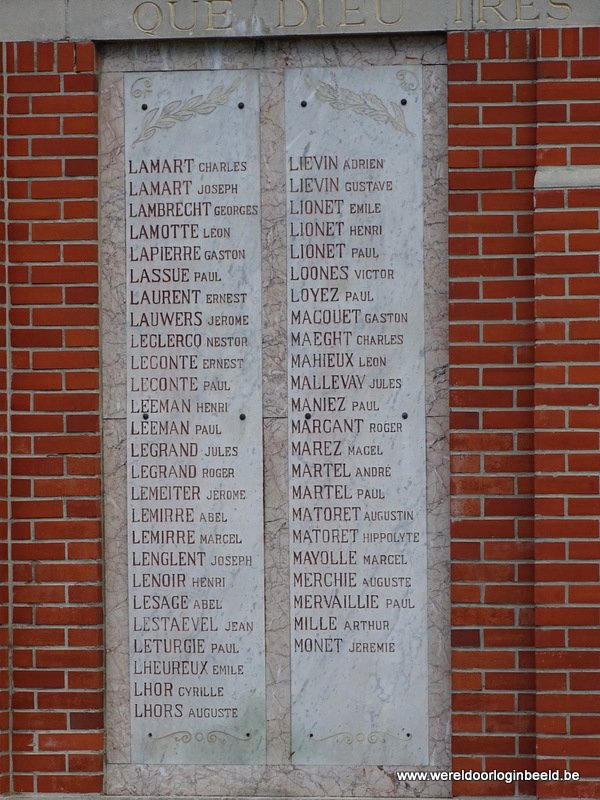 QUE DIEU TRES
LAMART CHARLES
LAMART JOSEPH
LAMBRECHT GEORGES
LAMOTTE LEON
LAPIERRE GASTON
LASSUE PAUL
LAURENT ERNEST
LAUWERS JEROME
LECLERCQ NESTOR
LECONTE ERNEST
LECONTE PAUL
LEEMAN HENRI
LEEMAN PAUL
LEGRAND JULES
LEGRAND ROGER
LEMEITER JÉROME
LEMIRRE ABEL
LEMIRRE MARCEL
LENGLENT JOSEPH
LENOIR HENRI
LESAGE ABEL
LESTAEVEL JEAN
LETURGIE PAUL
LHEUREUX EMILE
LHOR CYRILLE
LHORS AUGUSTE
LIEVIN ADRIEN
LIEVIN GUSTAVE
LIONET EMILE
LIONET HENRI
LIONET PAUL
LOONES VICTOR
LOYEZ PAUL
MACQUET GASTON
MAEGHT CHARLES
MAHIEUX LEON
MALLEVAY JULES
MANIEZ PAUL
MARCANT ROGER
MAREZ MACEL
MARTEL ANDRÉ
MARTEL PAUL
MATORET AUGUSTIN
MATORET HIPPOLYTE
MAYOLLE MARCEL
MERCHIE AUGUSTE
MERVAILLIE PAUL
MILLE ARTHUR
MONET JEREMIE
www.wereldoorloginbeeld.be